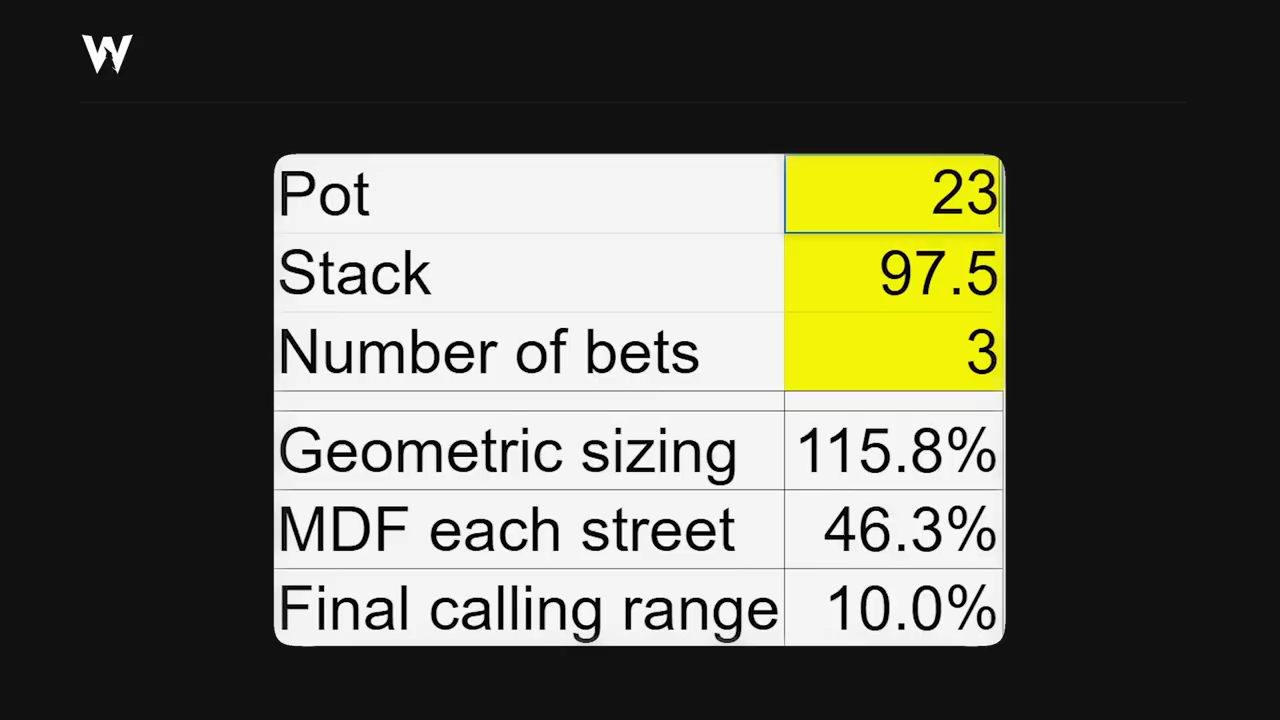 W
Pot 23
Stack 97.5
Number of bets 3
Geometric sizing 115.8%
MDF each street 46.3%
Final calling range 10.0%